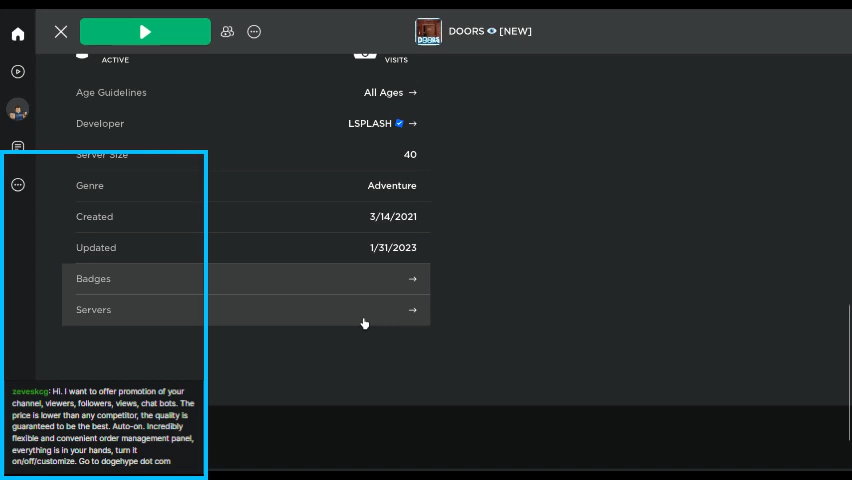 DOORS 👁 [NEW]
ACTIVE
VISITS
Age Guidelines
All Ages →
Developer
LSPLASH →
Server Size
40
Genre
Adventure
Created
3/14/2021
Updated
1/31/2023
Badges →
Servers →
zeveskcg: Hi. I want to offer promotion of your
channel, viewers, followers, views, chat bots. The
price is lower than any competitor, the quality is
guaranteed to be the best. Auto-on. Incredibly
flexible and convenient order management panel,
everything is in your hands, turn it
on/off/customize. Go to dogehype dot com